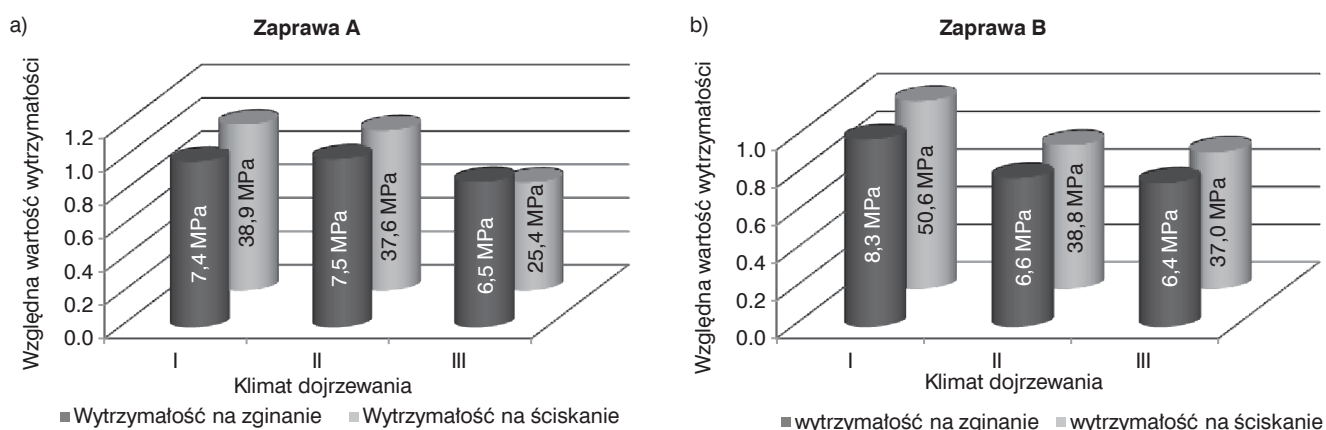 a)
Zaprawa A
Względna wartość wytrzymałości
1.2
1.0
0.8
0.6
0.4
0.2
0.0
7,4 MPa
38,9 MPa
7,5 MPa
37,6 MPa
6,5 MPa
25,4 MPa
I
II
III
Klimat dojrzewania
Wytrzymałość na zginanie
Wytrzymałość na ściskanie
b)
Zaprawa B
Względna wartość wytrzymałości
1.0
0.8
0.6
0.4
0.2
0.0
8,3 MPa
50,6 MPa
6,6 MPa
38,8 MPa
6,4 MPa
37,0 MPa
I
II
III
Klimat dojrzewania
wytrzymałość na zginanie
wytrzymałość na ściskanie